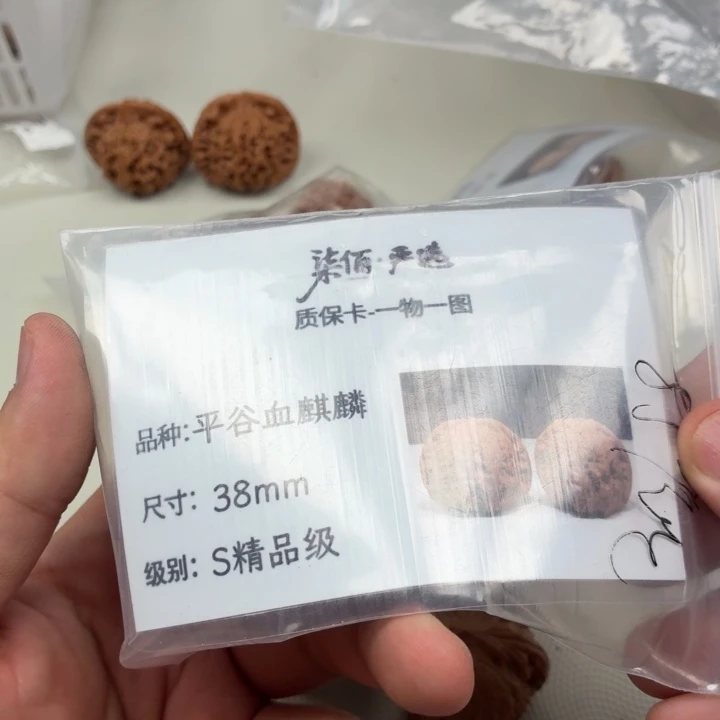 柒佰·严选
质保卡-一物一图
品种:平谷血麒麟
尺寸: 38mm
级别: S精品级